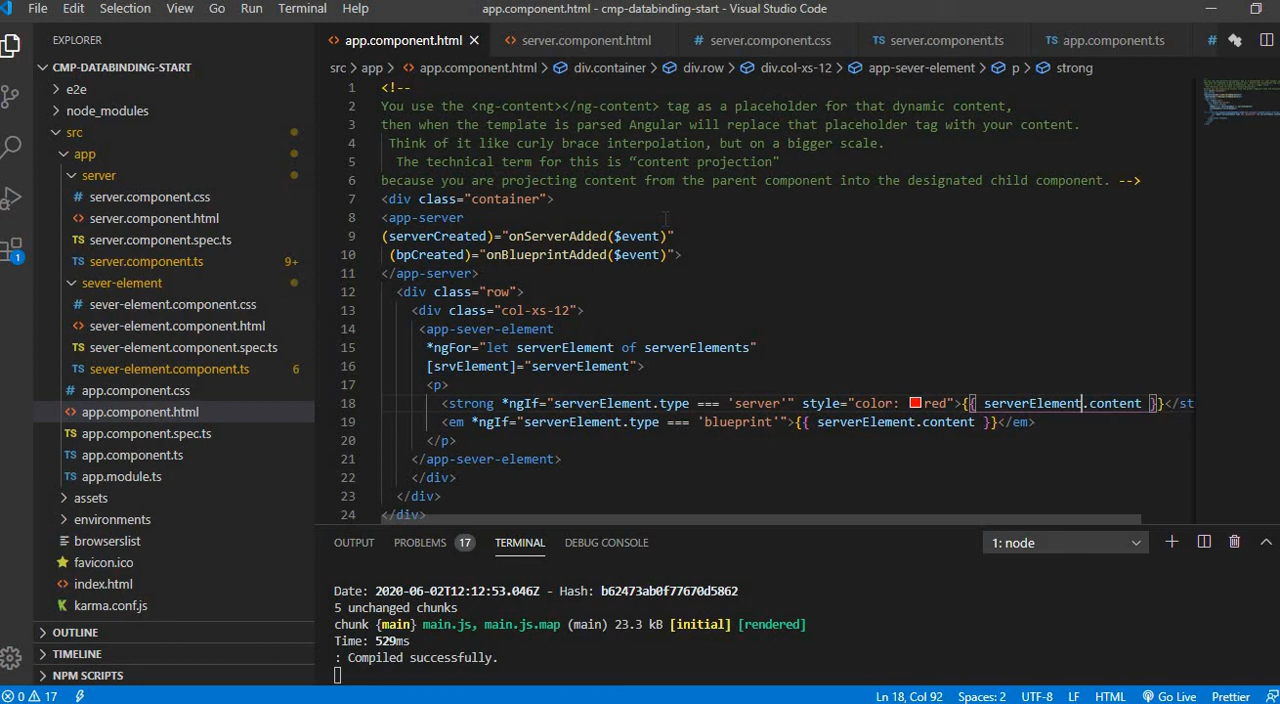 File Edit Selection View Go Run Terminal Help app.component.html - cmp-databinding-start - Visual Studio Code
EXPLORER
CMP-DATABINDING-START
e2e
node_modules
src
app
server
server.component.css
server.component.html
server.component.spec.ts
server.component.ts 9+
sever-element
sever-element.component.css
sever-element.component.html
sever-element.component.spec.ts
sever-element.component.ts 6
app.component.css
app.component.html
app.component.spec.ts
app.component.ts
app.module.ts
assets
environments
browserslist
favicon.ico
index.html
karma.conf.js
OUTLINE
TIMELINE
NPM SCRIPTS
1
app.component.html server.component.html server.component.css server.component.ts app.component.ts
src > app > app.component.html > div.container > div.row > div.col-xs-12 > app-sever-element > p > strong
1 <!--
2 You use the <ng-content></ng-content> tag as a placeholder for that dynamic content,
3 then when the template is parsed Angular will replace that placeholder tag with your content.
4 Think of it like curly brace interpolation, but on a bigger scale.
5 The technical term for this is “content projection"
6 because you are projecting content from the parent component into the designated child component. -->
7 <div class="container">
8 <app-server
9 (serverCreated)="onServerAdded($event)"
10 (bpCreated)="onBlueprintAdded($event)">
11 </app-server>
12 <div class="row">
13 <div class="col-xs-12">
14 <app-sever-element
15 *ngFor="let serverElement of serverElements"
16 [srvElement]="serverElement">
17 <p>
18 <strong *ngIf="serverElement.type === 'server'" style="color: red">{{ serverElement.content }}</st
19 <em *ngIf="serverElement.type === 'blueprint'">{{ serverElement.content }}</em>
20 </p>
21 </app-sever-element>
22 </div>
23 </div>
24 </div>
OUTPUT PROBLEMS 17 TERMINAL DEBUG CONSOLE 1: node
Date: 2020-06-02T12:12:53.046Z - Hash: b62473ab0f77670d5862
5 unchanged chunks
chunk {main} main.js, main.js.map (main) 23.3 kB [initial] [rendered]
Time: 529ms
: Compiled successfully.
0 17 Ln 18, Col 92 Spaces: 2 UTF-8 LF HTML Go Live Prettier